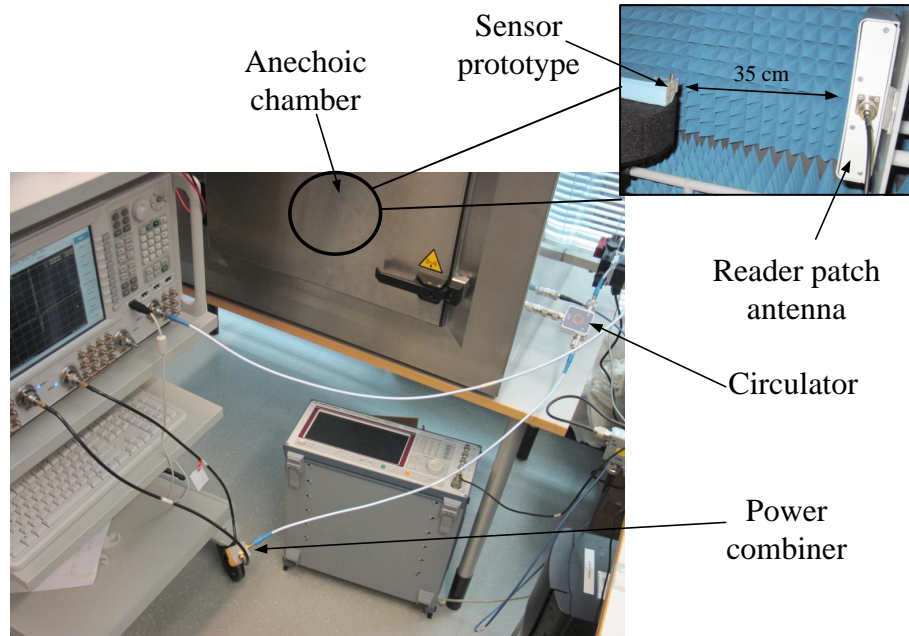 Sensor
prototype
Anechoic
chamber
35 cm
Reader patch
antenna
Circulator
Power
combiner